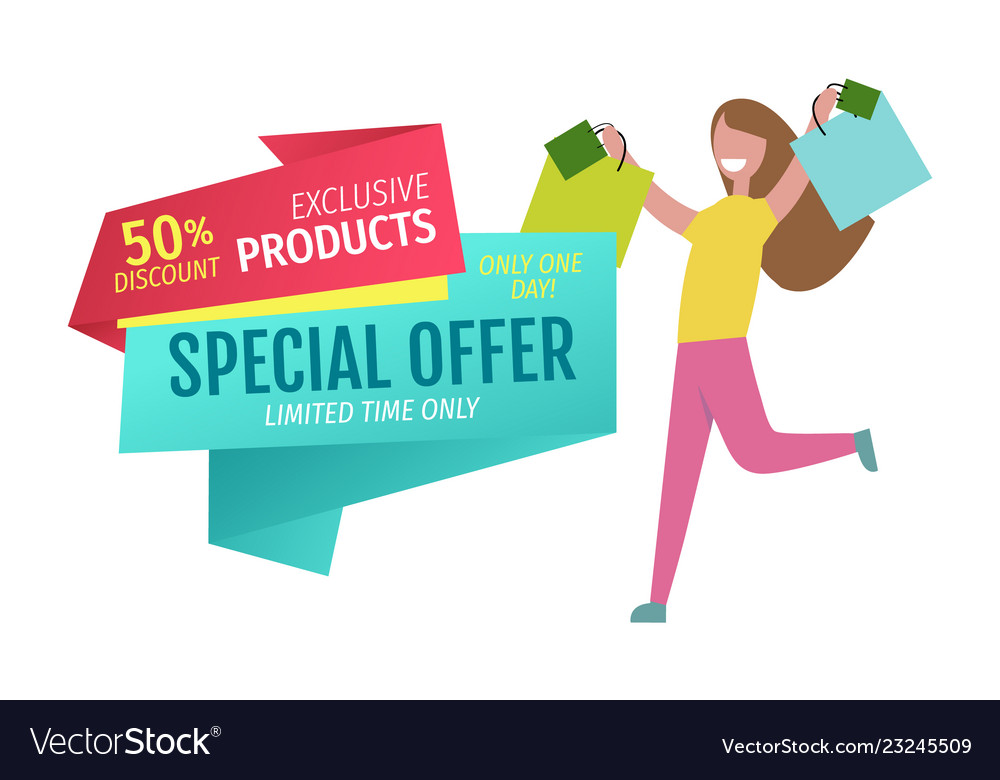 50%
DISCOUNT
EXCLUSIVE
PRODUCTS
ONLY ONE
DAY!
SPECIAL OFFER
LIMITED TIME ONLY
VectorStock®
VectorStock.com/23245509